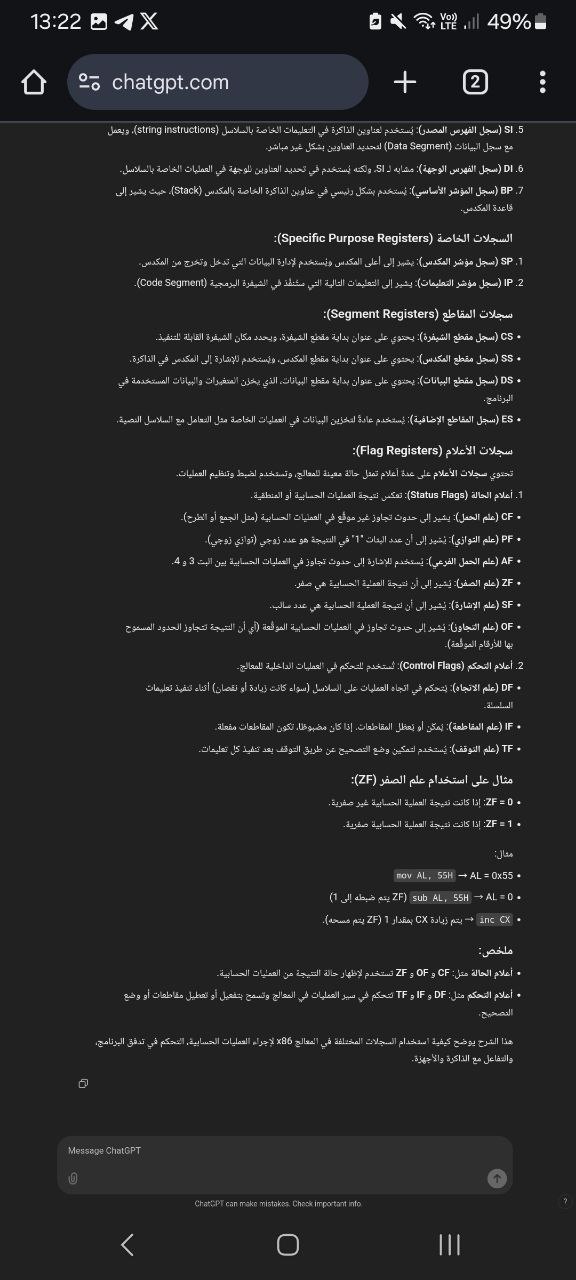 13:22
Vo))
LTE
49%
chatgpt.com
2
5. SI (سجل الفهرس المصدر): يُستخدم لعناوين الذاكرة في التعليمات الخاصة بالسلاسل (string instructions)، ويعمل
مع سجل البيانات (Data Segment) لتحديد العناوين بشكل غير مباشر.
6. DI (سجل الفهرس الوجهة): مشابه لـ SI، ولكنه يُستخدم في تحديد العناوين للوجهة في العمليات الخاصة بالسلاسل.
7. BP (سجل المؤشر الأساسي): يُستخدم بشكل رئيسي في عناوين الذاكرة الخاصة بالمكدس (Stack)، حيث يشير إلى
قاعدة المكدس.
السجلات الخاصة (Specific Purpose Registers):
1. SP (سجل مؤشر المكدس): يشير إلى أعلى المكدس ويُستخدم لإدارة البيانات التي تدخل وتخرج من المكدس.
2. IP (سجل مؤشر التعليمات): يشير إلى التعليمات التالية التي ستُنفّذ في الشيفرة البرمجية (Code Segment).
سجلات المقاطع (Segment Registers):
• CS (سجل مقطع الشيفرة): يحتوي على عنوان بداية مقطع الشيفرة، ويحدد مكان الشيفرة القابلة للتنفيذ.
• SS (سجل مقطع المكدس): يحتوي على عنوان بداية مقطع المكدس، ويُستخدم للإشارة إلى المكدس في الذاكرة.
• DS (سجل مقطع البيانات): يحتوي على عنوان بداية مقطع البيانات، الذي يخزن المتغيرات والبيانات المستخدمة في
البرنامج.
• ES (سجل المقاطع الإضافية): يُستخدم عادةً لتخزين البيانات في العمليات الخاصة مثل التعامل مع السلاسل النصية.
سجلات الأعلام (Flag Registers):
تحتوي سجلات الأعلام على عدة أعلام تمثل حالة معينة للمعالج، وتستخدم لضبط وتنظيم العمليات.
1. أعلام الحالة (Status Flags): تعكس نتيجة العمليات الحسابية أو المنطقية.
• CF (علم الحمل): يشير إلى حدوث تجاوز غير موقّع في العمليات الحسابية (مثل الجمع أو الطرح).
• PF (علم التوازي): يُشير إلى أن عدد البتات "1" في النتيجة هو عدد زوجي (توازي زوجي).
• AF (علم الحمل الفرعي): يُستخدم للإشارة إلى حدوث تجاوز في العمليات الحسابية بين البت 3 و 4.
• ZF (علم الصفر): يُشير إلى أن نتيجة العملية الحسابية هي صفر.
• SF (علم الإشارة): يُشير إلى أن نتيجة العملية الحسابية هي عدد سالب.
• OF (علم التجاوز): يُشير إلى حدوث تجاوز في العمليات الحسابية الموقّعة (أي أن النتيجة تتجاوز الحدود المسموح
بها للأرقام الموقّعة).
2. أعلام التحكم (Control Flags): تُستخدم للتحكم في العمليات الداخلية للمعالج.
• DF (علم الاتجاه): يُتحكم في اتجاه العمليات على السلاسل (سواء كانت زيادة أو نقصان) أثناء تنفيذ تعليمات
السلسلة.
• IF (علم المقاطعة): يُمكن أو يُعطل المقاطعات. إذا كان مضبوطًا، تكون المقاطعات مفعلة.
• TF (علم التوقف): يُستخدم لتمكين وضع التصحيح عن طريق التوقف بعد تنفيذ كل تعليمات.
مثال على استخدام علم الصفر (ZF):
• ZF = 0: إذا كانت نتيجة العملية الحسابية غير صفرية.
• ZF = 1: إذا كانت نتيجة العملية الحسابية صفرية.
مثال:
• mov AL, 55H → AL = 0x55
• sub AL, 55H → AL = 0 (ZF يتم ضبطه إلى 1)
• inc CX → يتم زيادة CX بمقدار 1 (ZF يتم مسحه).
ملخص:
• أعلام الحالة مثل: CF و OF و ZF تستخدم لإظهار حالة النتيجة من العمليات الحسابية.
• أعلام التحكم مثل: DF و IF و TF تتحكم في سير العمليات في المعالج وتسمح بتفعيل أو تعطيل مقاطعات أو وضع
التصحيح.
هذا الشرح يوضح كيفية استخدام السجلات المختلفة في المعالج x86 لإجراء العمليات الحسابية، التحكم في تدفق البرنامج،
والتفاعل مع الذاكرة والأجهزة.
Message ChatGPT
ChatGPT can make mistakes. Check important info.
?